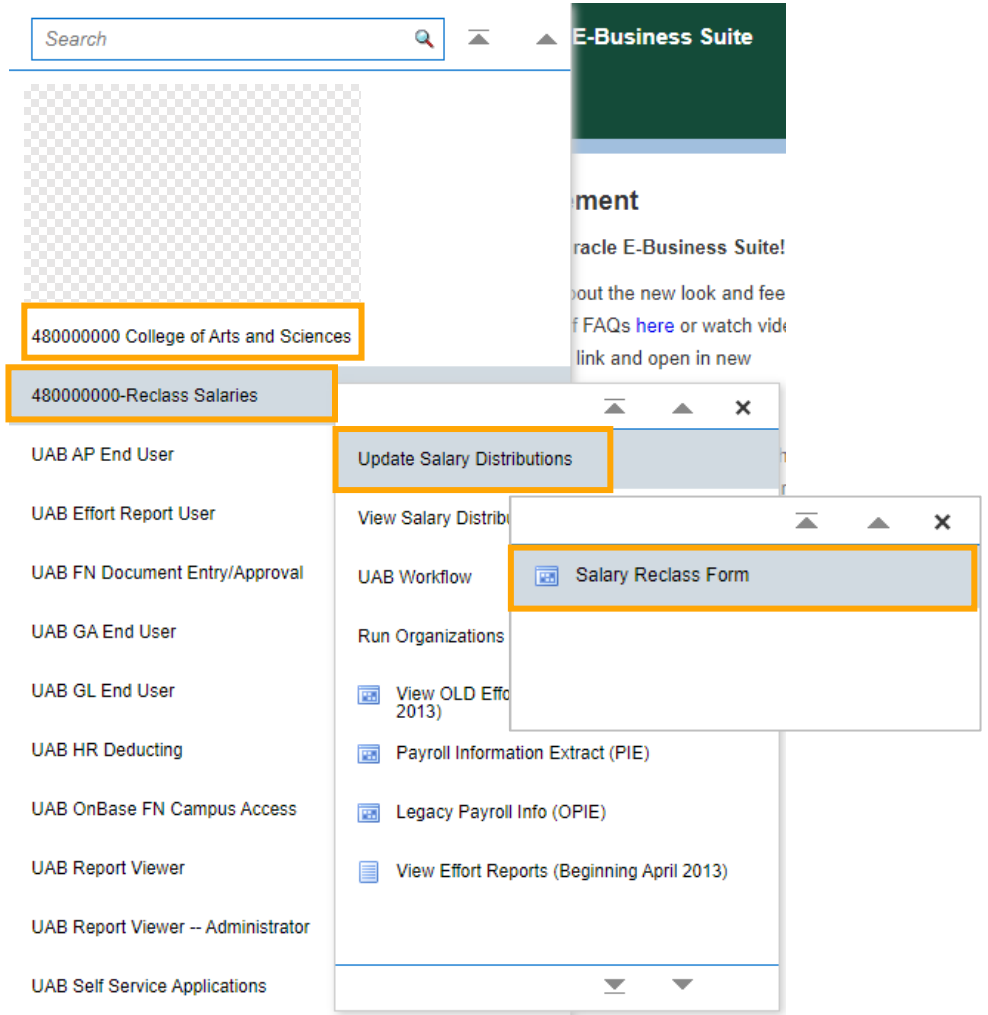 Search
E-Business Suite
ment
racle E-Business Suite!
out the new look and fee
f FAQs here or watch vide
link and open in new
480000000 College of Arts and Sciences
480000000-Reclass Salaries
UAB AP End User
UAB Effort Report User
UAB FN Document Entry/Approval
UAB GA End User
UAB GL End User
UAB HR Deducting
UAB OnBase FN Campus Access
UAB Report Viewer
UAB Report Viewer -- Administrator
UAB Self Service Applications
Update Salary Distributions
View Salary Distribu
UAB Workflow
Run Organizations
View OLD Effo
2013)
Payroll Information Extract (PIE)
Legacy Payroll Info (OPIE)
View Effort Reports (Beginning April 2013)
Salary Reclass Form